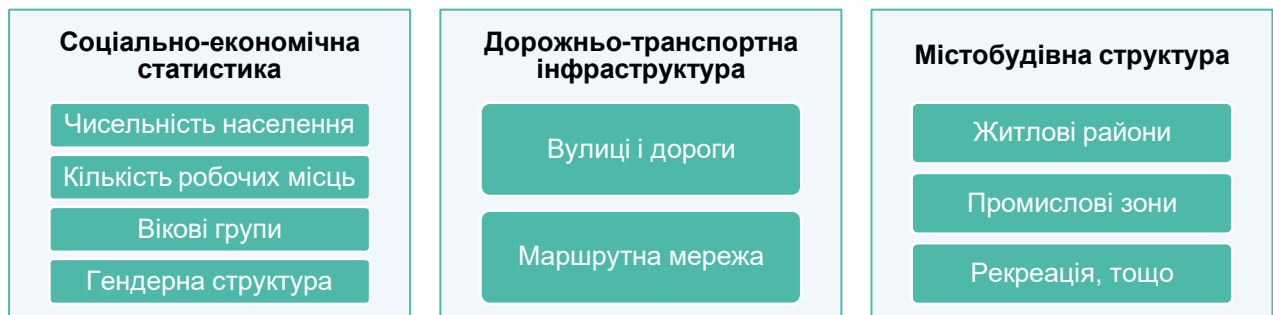 Соціально-економічна
статистика
Чисельність населення
Кількість робочих місць
Вікові групи
Гендерна структура
Дорожньо-транспортна
інфраструктура
Вулиці і дороги
Маршрутна мережа
Містобудівна структура
Житлові райони
Промислові зони
Рекреація, тощо